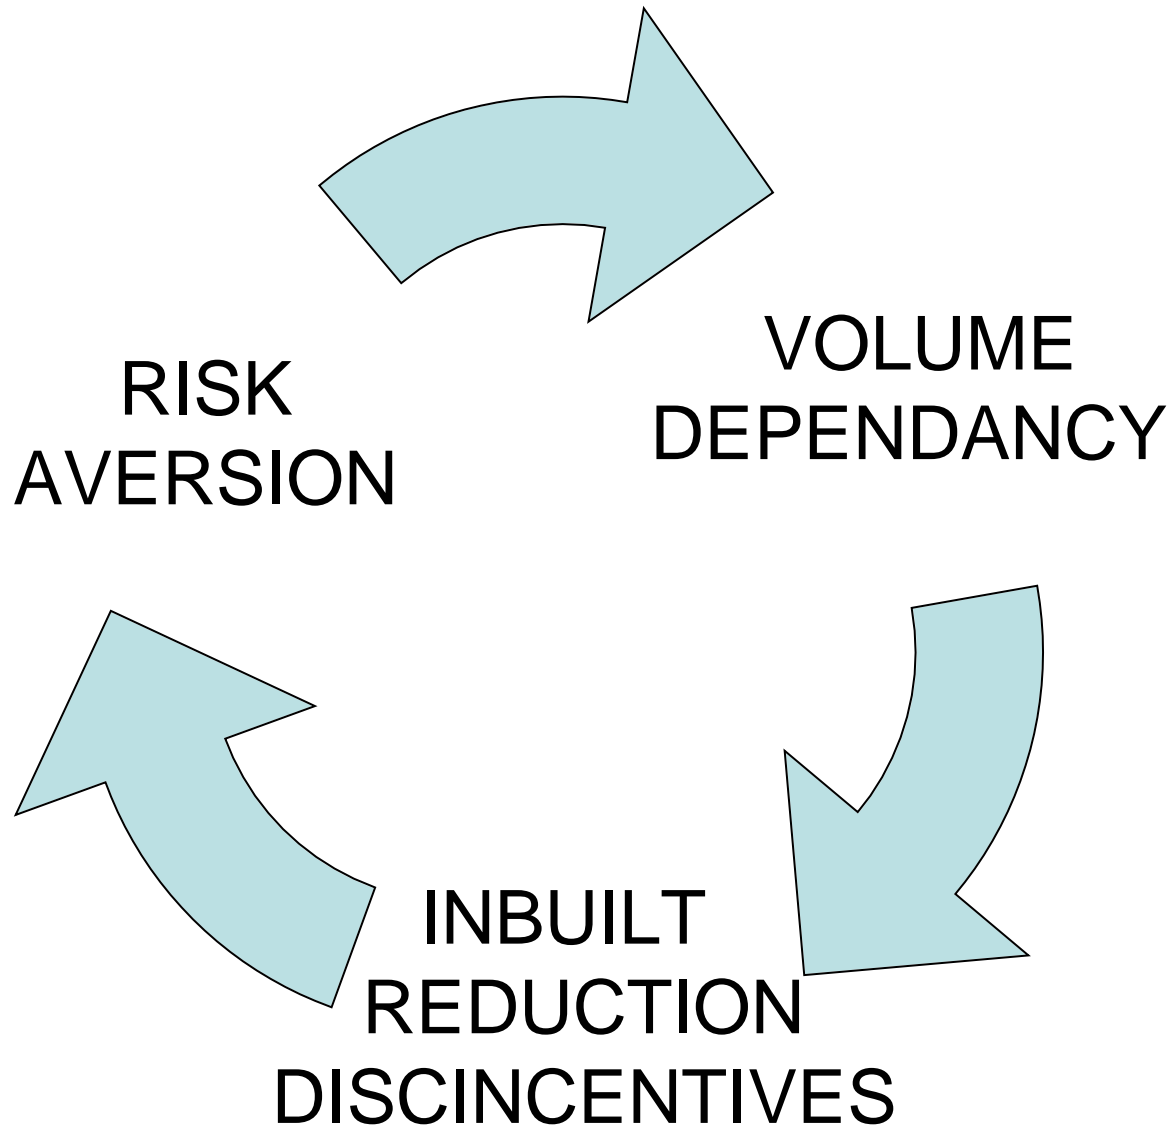 RISK
AVERSION
VOLUME
DEPENDANCY
INBUILT
REDUCTION
DISCINCENTIVES